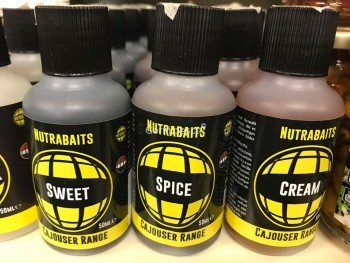 NUTRABAITS
SWEET
50ML℮
CAJOUSER RANGE
NUTRABAITS
SPICE
50ML℮
CAJOUSER RANGE
NUTRABAITS
CREAM
CAJOUSER RANGE